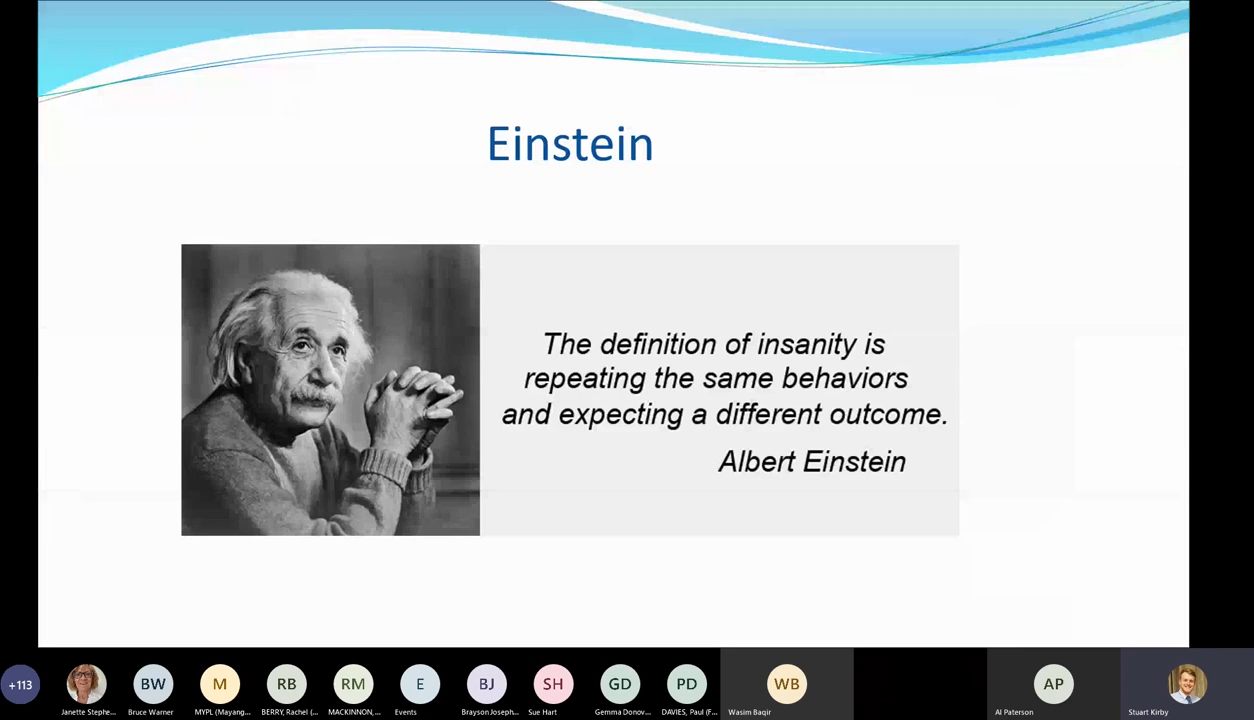 Einstein
The definition of insanity is
repeating the same behaviors
and expecting a different outcome.
Albert Einstein
+113
BW
M
RB
RM
E
BJ
SH
GD
PD
WB
AP
Janette Stephe...
Bruce Warner
MYPL (Mayang...
BERRY, Rachel (...
MACKINNON,...
Events
Brayson Joseph...
Sue Hart
Gemma Donov...
DAVIES, Paul (F...
Wasim Baqir
Al Paterson
Stuart Kirby